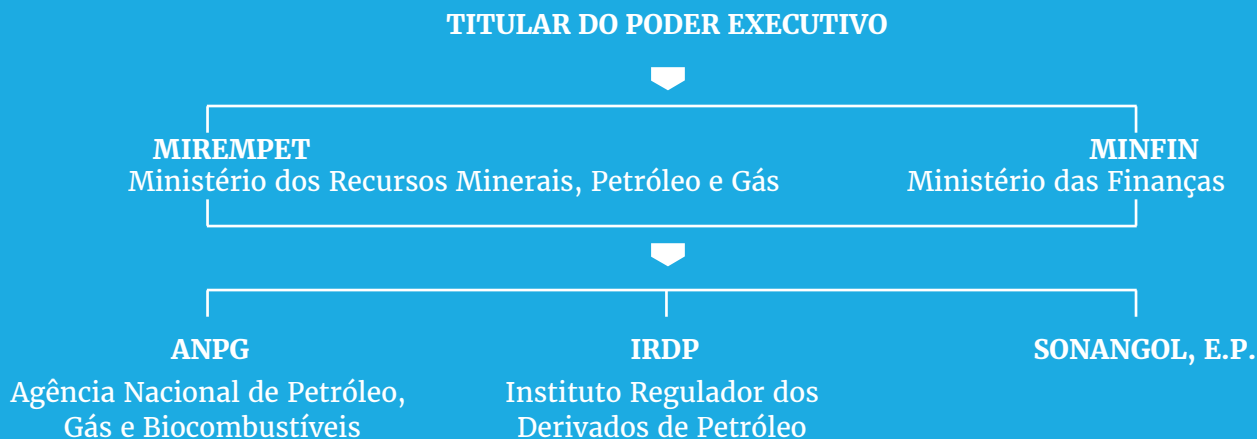 TITULAR DO PODER EXECUTIVO
MIREMPET
Ministério dos Recursos Minerais, Petróleo e Gás
MINFIN
Ministério das Finanças
ANPG
Agência Nacional de Petróleo,
Gás e Biocombustíveis
IRDP
Instituto Regulador dos
Derivados de Petróleo
SONANGOL, E.P.